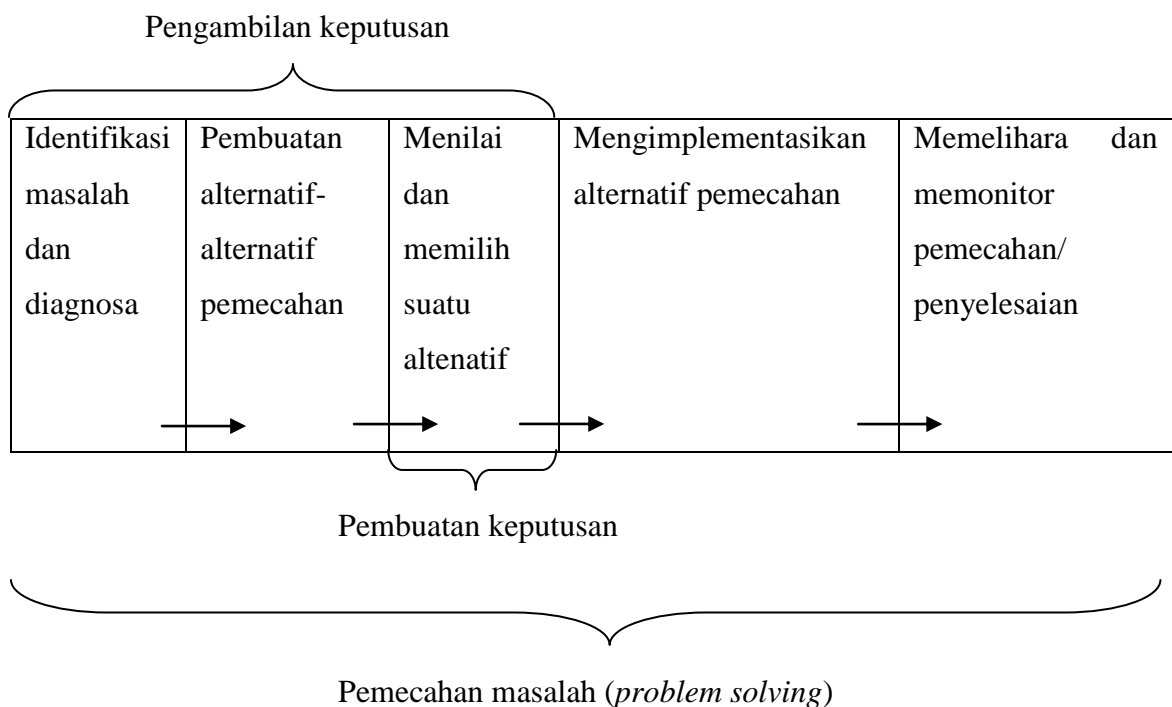 Pengambilan keputusan
Identifikasi
masalah
dan
diagnosa
Pembuatan
alternatif-
alternatif
pemecahan
Menilai
dan
memilih
suatu
altenatif
Mengimplementasikan
alternatif pemecahan
Memelihara dan
memonitor
pemecahan/
penyelesaian
Pembuatan keputusan
Pemecahan masalah (problem solving)